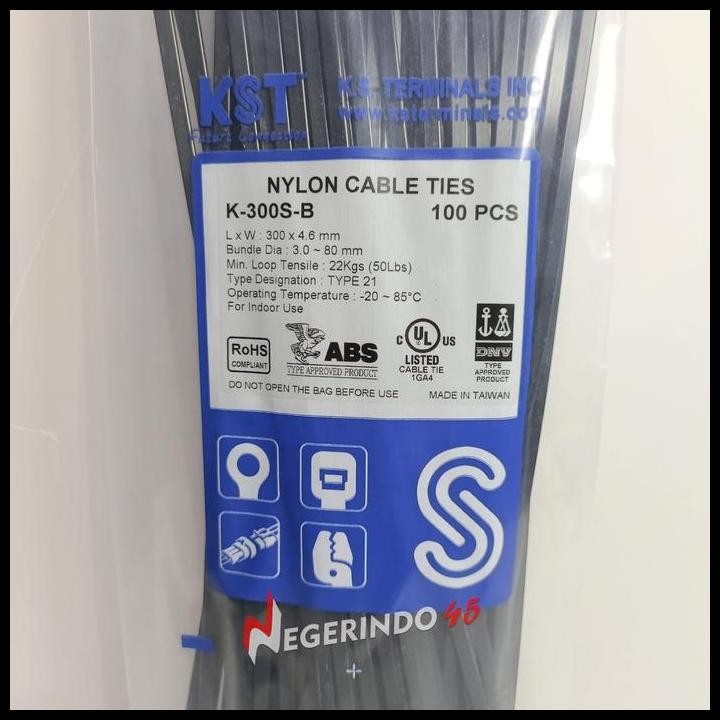 KST
Future Connection
K.S. TERMINALS INC.
www.ksterminals.com
NYLON CABLE TIES
K-300S-B 100 PCS
L x W : 300 x 4.6 mm
Bundle Dia : 3.0 ~ 80 mm
Min. Loop Tensile : 22Kgs (50Lbs)
Type Designation : TYPE 21
Operating Temperature : -20 ~ 85°C
For Indoor Use
RoHS
COMPLIANT
ABS
TYPE APPROVED PRODUCT
C UL US
LISTED
CABLE TIE
1GA4
DNV
TYPE
APPROVED
PRODUCT
DO NOT OPEN THE BAG BEFORE USE
MADE IN TAIWAN
S
NEGERINDO 45